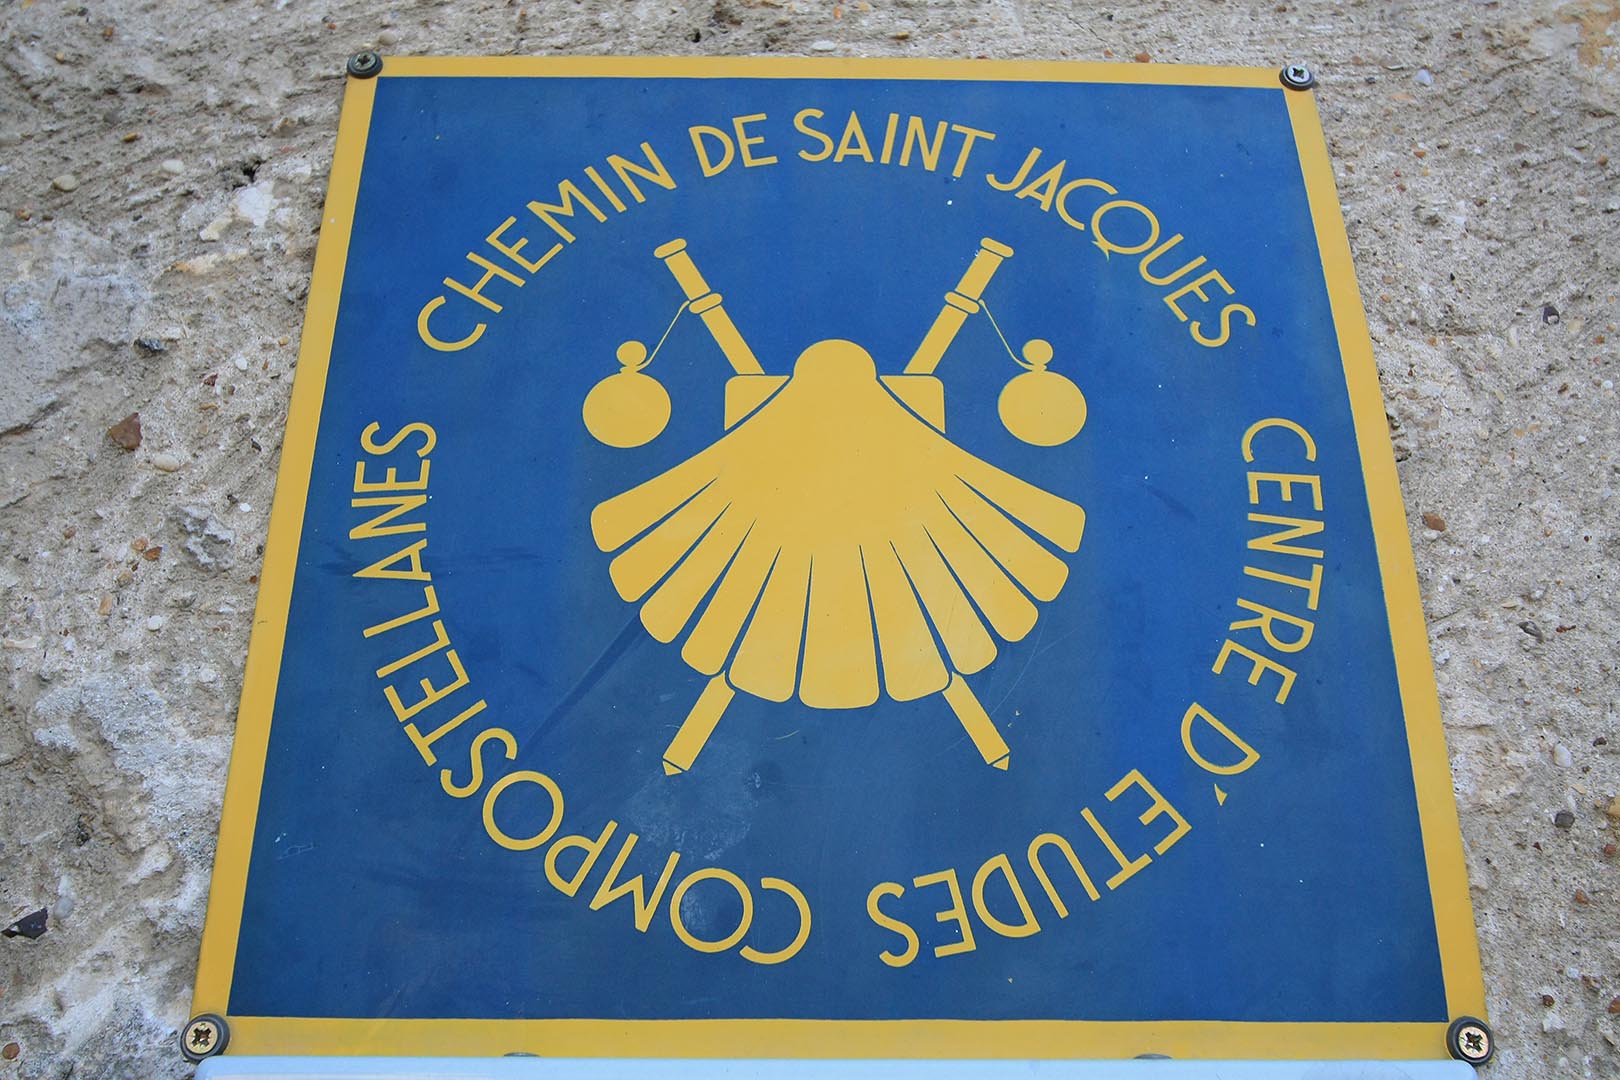 CHEMIN DE SAINT JACQUES
CENTRE D'ETUDES COMPOSTELLANES